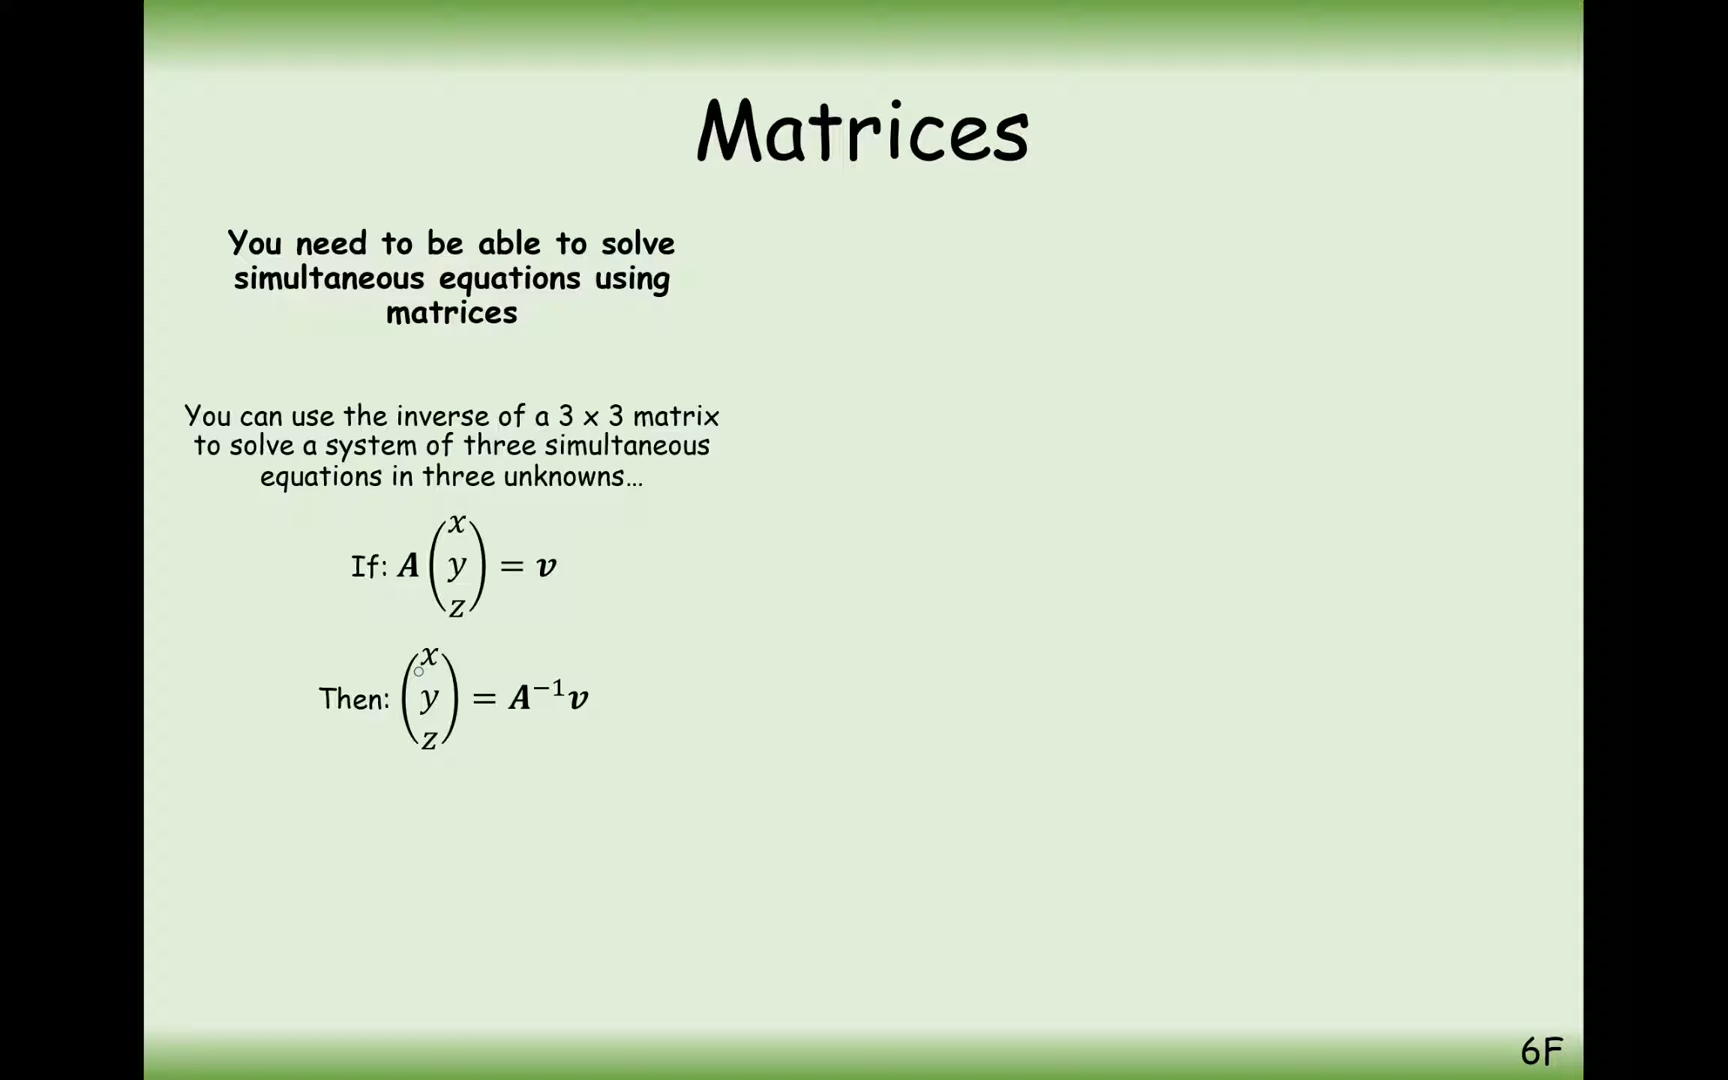 Matrices
You need to be able to solve
simultaneous equations using
matrices
You can use the inverse of a 3 x 3 matrix
to solve a system of three simultaneous
equations in three unknowns…
If: A (x y z) = v
Then: (x y z) = A⁻¹v
6F